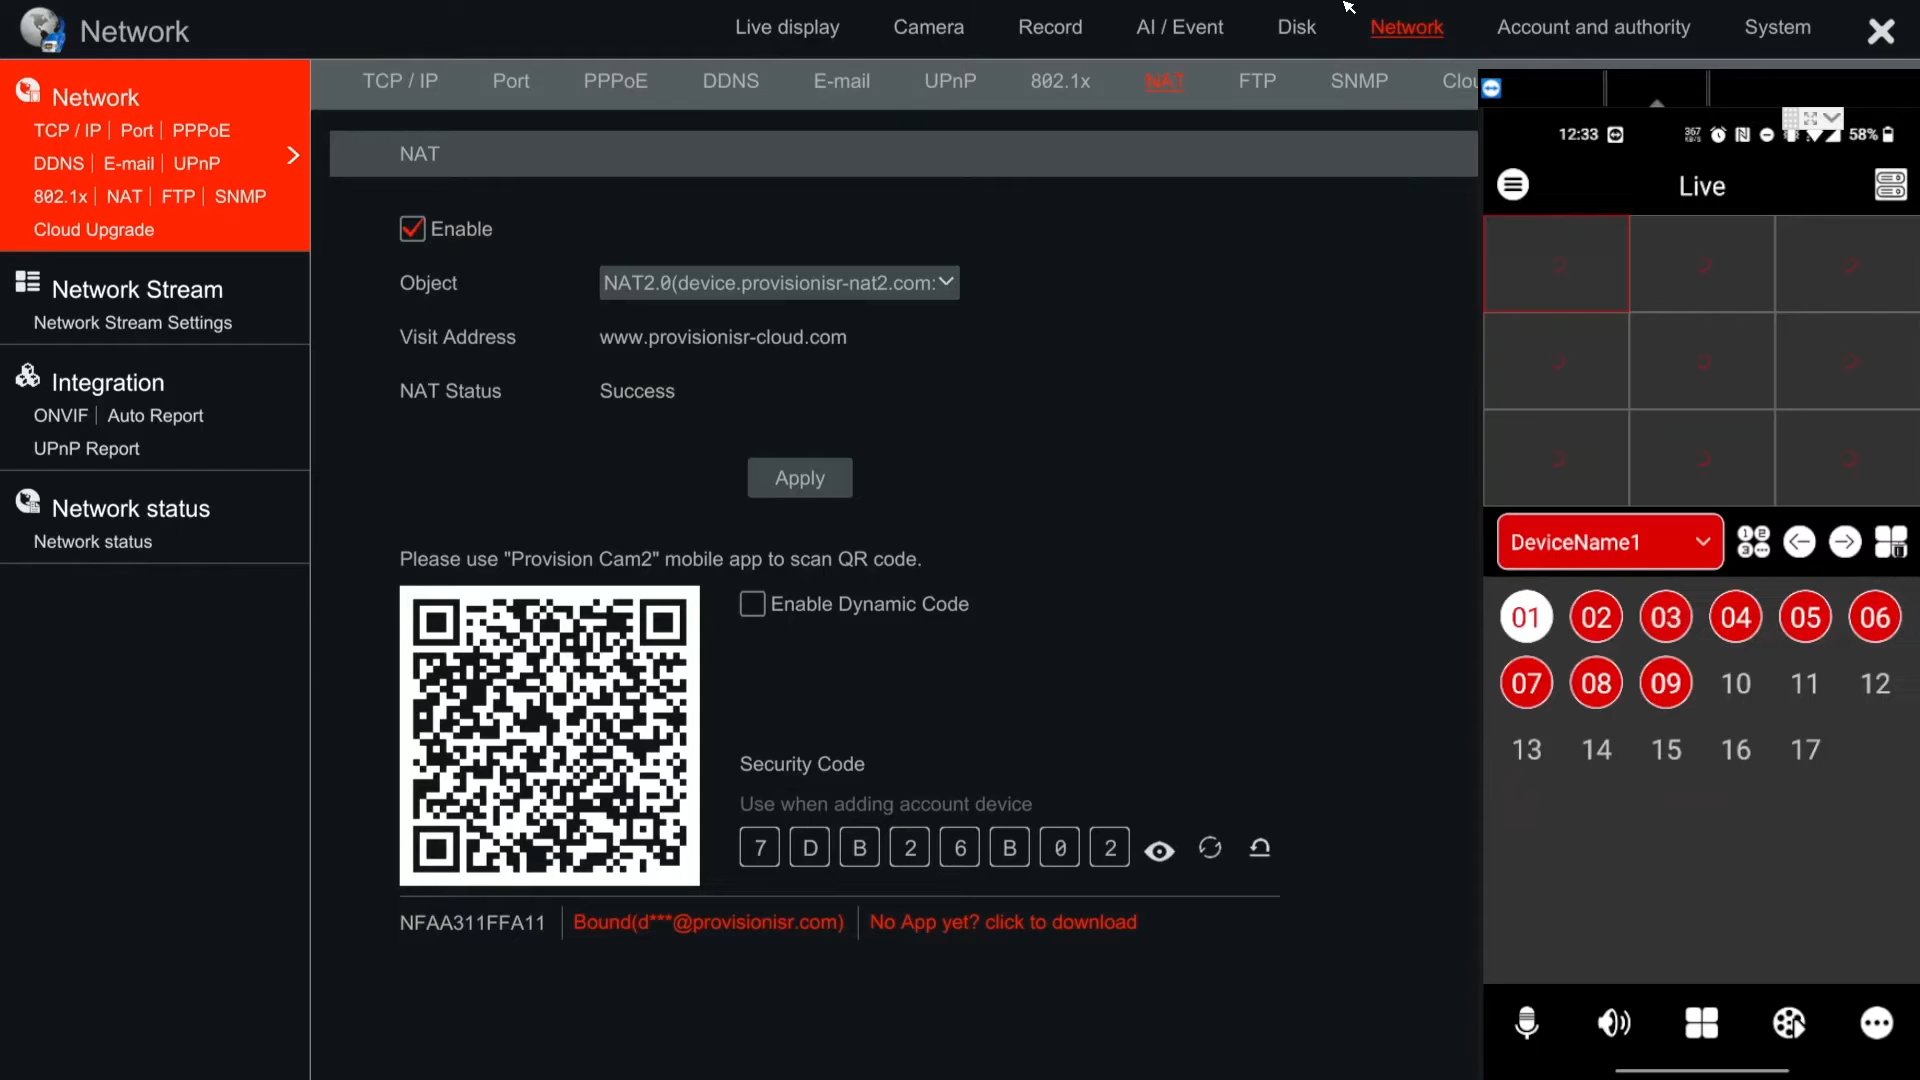 Network
Live display
Camera
Record
AI / Event
Disk
Network
Account and authority
System
TCP / IP
Port
PPPoE
DDNS
E-mail
UPnP
802.1x
NAT
FTP
SNMP
Network
TCP / IP | Port | PPPoE
DDNS | E-mail | UPnP
802.1x | NAT | FTP | SNMP
Cloud Upgrade
Network Stream
Network Stream Settings
Integration
ONVIF | Auto Report
UPnP Report
Network status
Network status
NAT
Enable
Object
NAT2.0(device.provisionisr-nat2.com:
Visit Address
www.provisionisr-cloud.com
NAT Status
Success
Apply
Please use "Provision Cam2" mobile app to scan QR code.
Enable Dynamic Code
Security Code
Use when adding account device
7 D B 2 6 B 0 2
NFAA311FFA11
Bound(d***@provisionisr.com)
No App yet? click to download
12:33
367 KB/S
58%
Live
DeviceName1
01 02 03 04 05 06
07 08 09 10 11 12
13 14 15 16 17